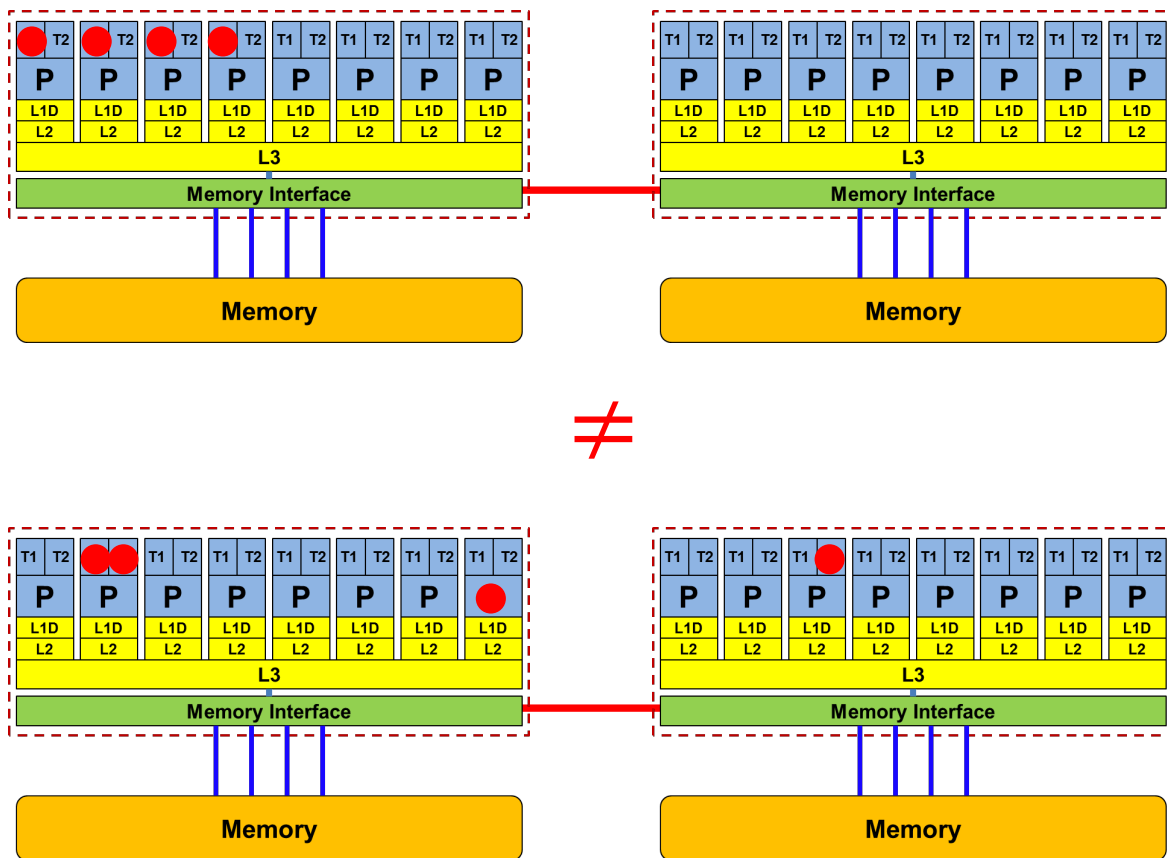 T2 T2 T2 T2 T1 T2 T1 T2 T1 T2 T1 T2 T1 T2 T1 T2 T1 T2 T1 T2 T1 T2 T1 T2 T1 T2 T1 T2
P P P P P P P P P P P P P P P P
L1D L1D L1D L1D L1D L1D L1D L1D L1D L1D L1D L1D L1D L1D L1D L1D
L2 L2 L2 L2 L2 L2 L2 L2 L2 L2 L2 L2 L2 L2 L2 L2
L3 L3
Memory Interface Memory Interface
Memory Memory
≠
T1 T2 T1 T2 T1 T2 T1 T2 T1 T2 T1 T2 T1 T2 T1 T2 T1 T2 T1 T1 T2 T1 T2 T1 T2 T1 T2 T1 T2
P P P P P P P P P P P P P P P
L1D L1D L1D L1D L1D L1D L1D L1D L1D L1D L1D L1D L1D L1D L1D L1D
L2 L2 L2 L2 L2 L2 L2 L2 L2 L2 L2 L2 L2 L2 L2 L2
L3 L3
Memory Interface Memory Interface
Memory Memory